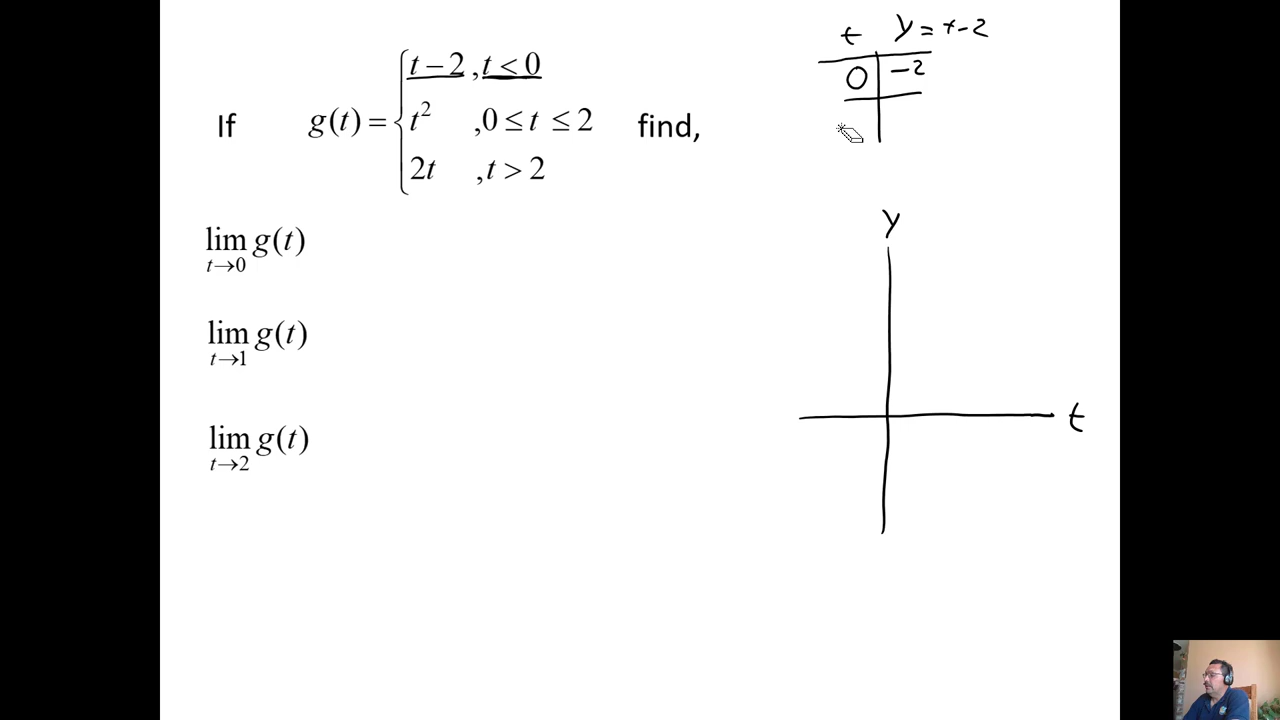 t y = t-2
0 -2
If g(t) = { t-2 , t<0
t² , 0 ≤ t ≤ 2
2t , t > 2
find,
lim t→0 g(t)
lim t→1 g(t)
lim t→2 g(t)
y
t